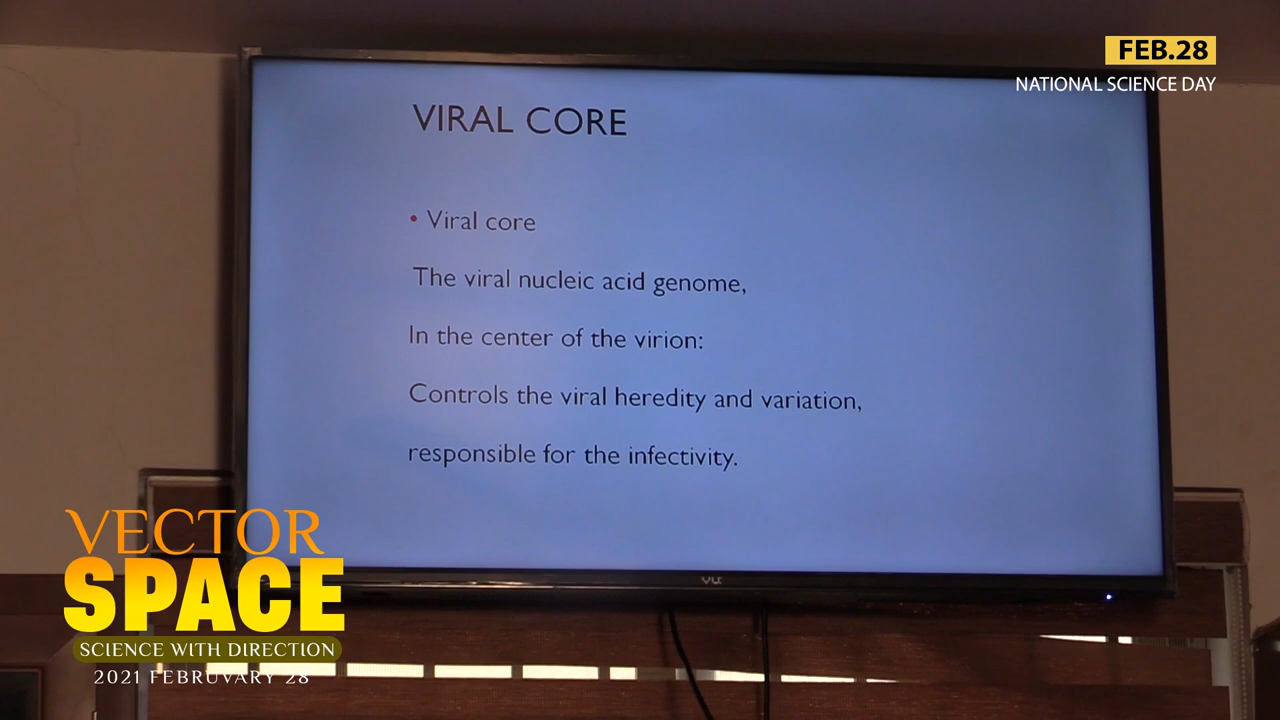 FEB.28
NATIONAL SCIENCE DAY
VIRAL CORE
• Viral core
The viral nucleic acid genome,
In the center of the virion:
Controls the viral heredity and variation,
responsible for the infectivity.
VU
VECTOR
SPACE
SCIENCE WITH DIRECTION
2021 FEBRUVARY 28